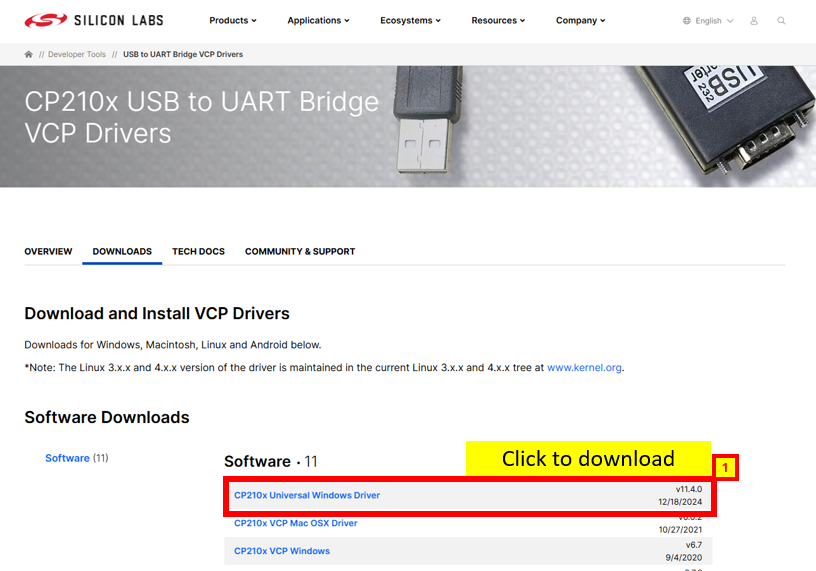 SILICON LABS
Products
Applications
Ecosystems
Resources
Company
English
// Developer Tools // USB to UART Bridge VCP Drivers
CP210x USB to UART Bridge
VCP Drivers
USB
232
OVERVIEW
DOWNLOADS
TECH DOCS
COMMUNITY & SUPPORT
Download and Install VCP Drivers
Downloads for Windows, Macintosh, Linux and Android below.
*Note: The Linux 3.x.x and 4.x.x version of the driver is maintained in the current Linux 3.x.x and 4.x.x tree at www.kernel.org.
Software Downloads
Software (11)
Software · 11
Click to download
1
CP210x Universal Windows Driver
v11.4.0
12/18/2024
CP210x VCP Mac OSX Driver
10/27/2021
CP210x VCP Windows
v6.7
9/4/2020